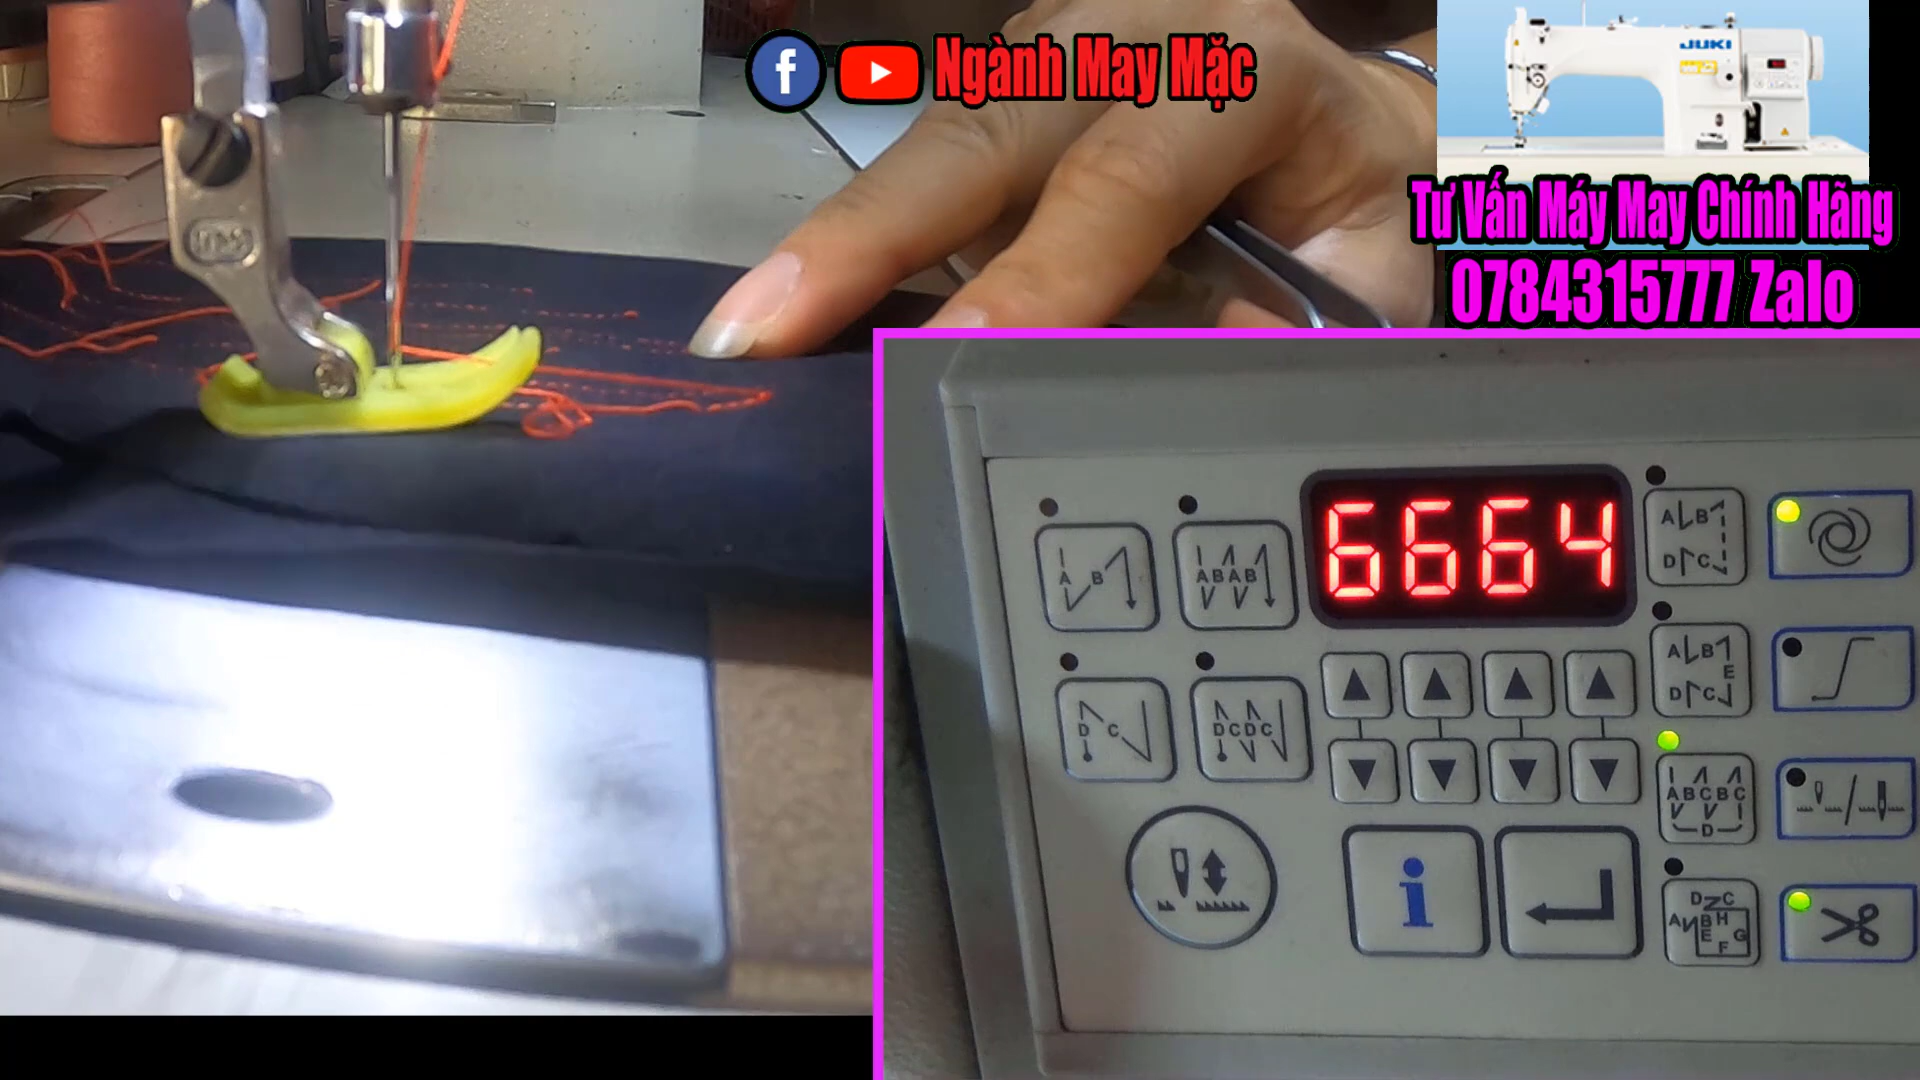 f
Ngành May Mặc
JUKI
Tư Vấn Máy May Chính Hãng
0784315777 Zalo
6664
A B
A B A B
A B
D C
A B
E
D C
D C
D C D C
A B C B C
D
i
D C
A B H
E G
F